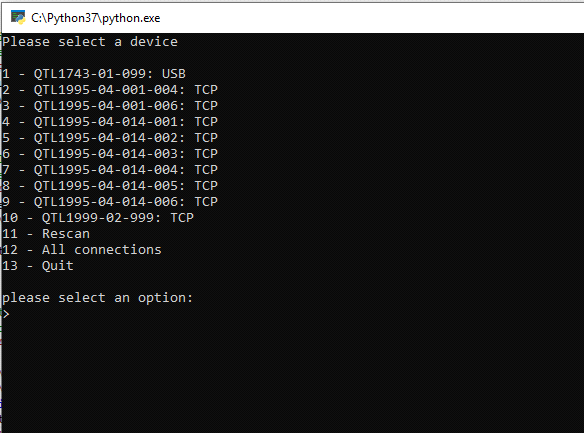 C:\Python37\python.exe
Please select a device
1 - QTL1743-01-099: USB
2 - QTL1995-04-001-004: TCP
3 - QTL1995-04-001-006: TCP
4 - QTL1995-04-014-001: TCP
5 - QTL1995-04-014-002: TCP
6 - QTL1995-04-014-003: TCP
7 - QTL1995-04-014-004: TCP
8 - QTL1995-04-014-005: TCP
9 - QTL1995-04-014-006: TCP
10 - QTL1999-02-999: TCP
11 - Rescan
12 - All connections
13 - Quit
please select an option:
>